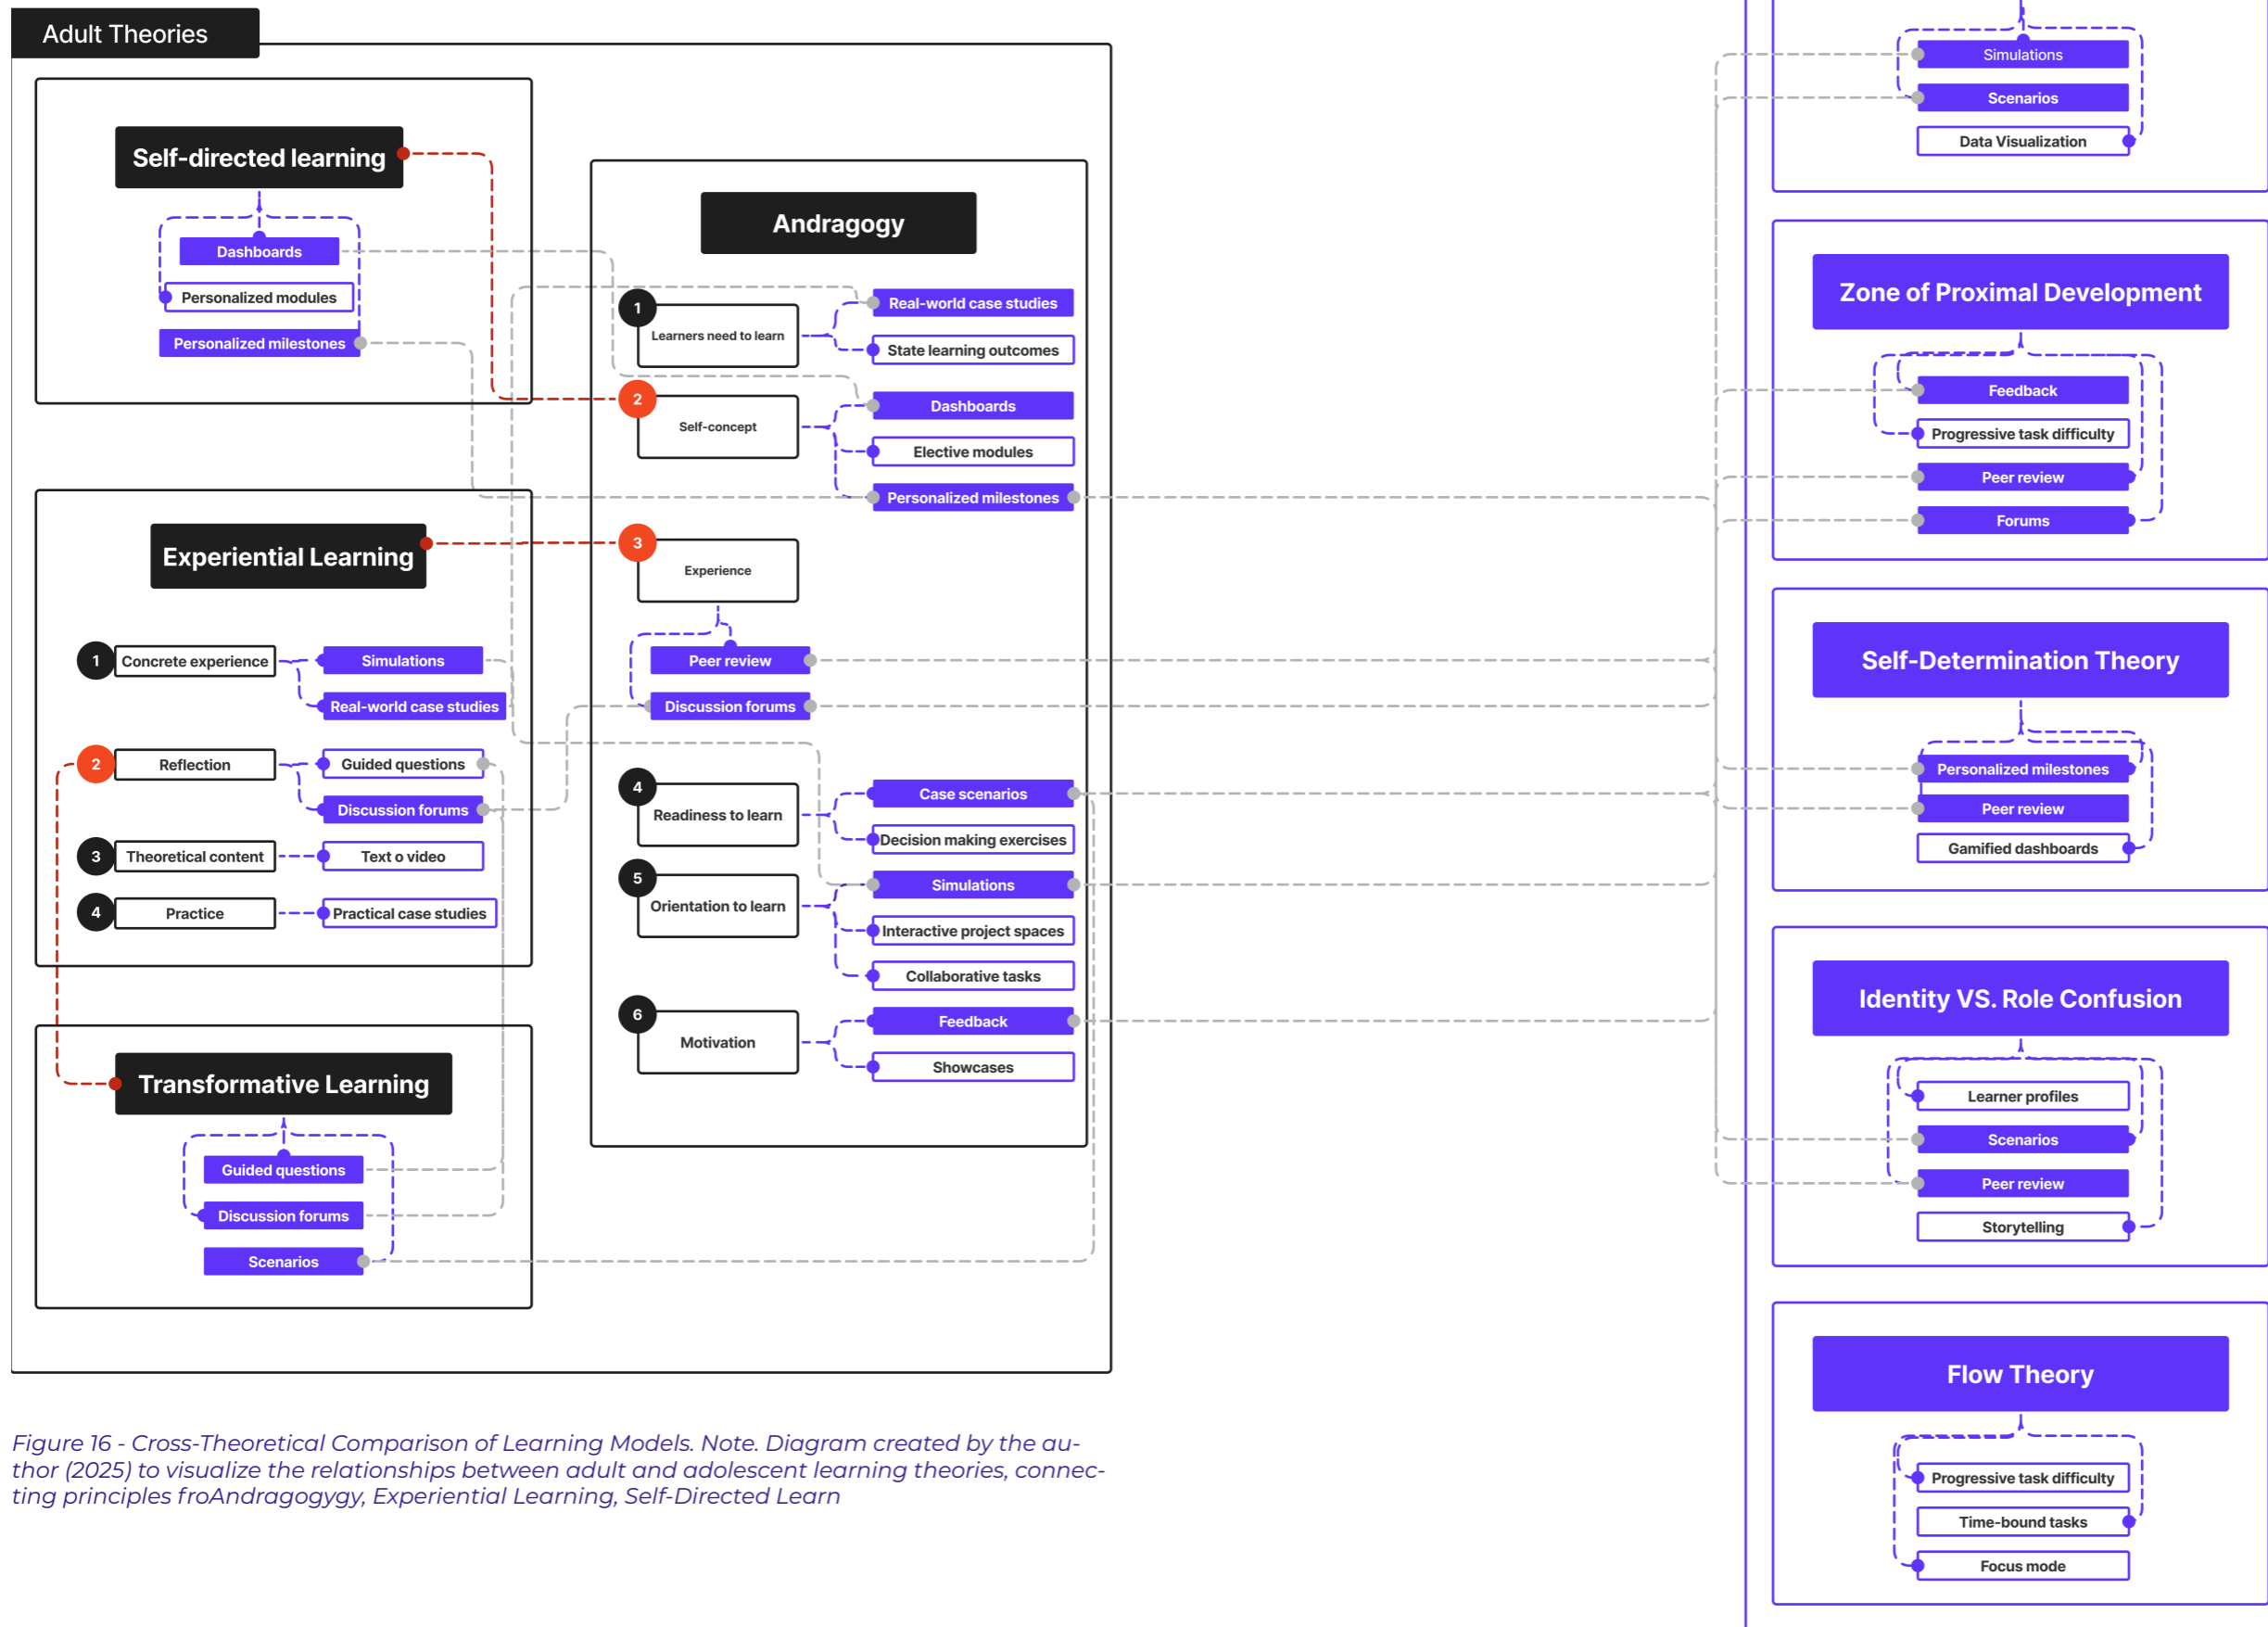 Adult Theories
Self-directed learning
Dashboards
Personalized modules
Personalized milestones
Experiential Learning
1
Concrete experience
Simulations
Real-world case studies
2
Reflection
Guided questions
Discussion forums
3
Theoretical content
Text o video
4
Practice
Practical case studies
Transformative Learning
Guided questions
Discussion forums
Scenarios
Andragogy
1
Learners need to learn
Real-world case studies
State learning outcomes
2
Self-concept
Dashboards
Elective modules
Personalized milestones
3
Experience
Peer review
Discussion forums
4
Readiness to learn
Case scenarios
Decision making exercises
5
Orientation to learn
Simulations
Interactive project spaces
Collaborative tasks
6
Motivation
Feedback
Showcases
Simulations
Scenarios
Data Visualization
Zone of Proximal Development
Feedback
Progressive task difficulty
Peer review
Forums
Self-Determination Theory
Personalized milestones
Peer review
Gamified dashboards
Identity VS. Role Confusion
Learner profiles
Scenarios
Peer review
Storytelling
Flow Theory
Progressive task difficulty
Time-bound tasks
Focus mode
Figure 16 - Cross-Theoretical Comparison of Learning Models. Note. Diagram created by the au-
thor (2025) to visualize the relationships between adult and adolescent learning theories, connec-
ting principles froAndragogygy, Experiential Learning, Self-Directed Learn